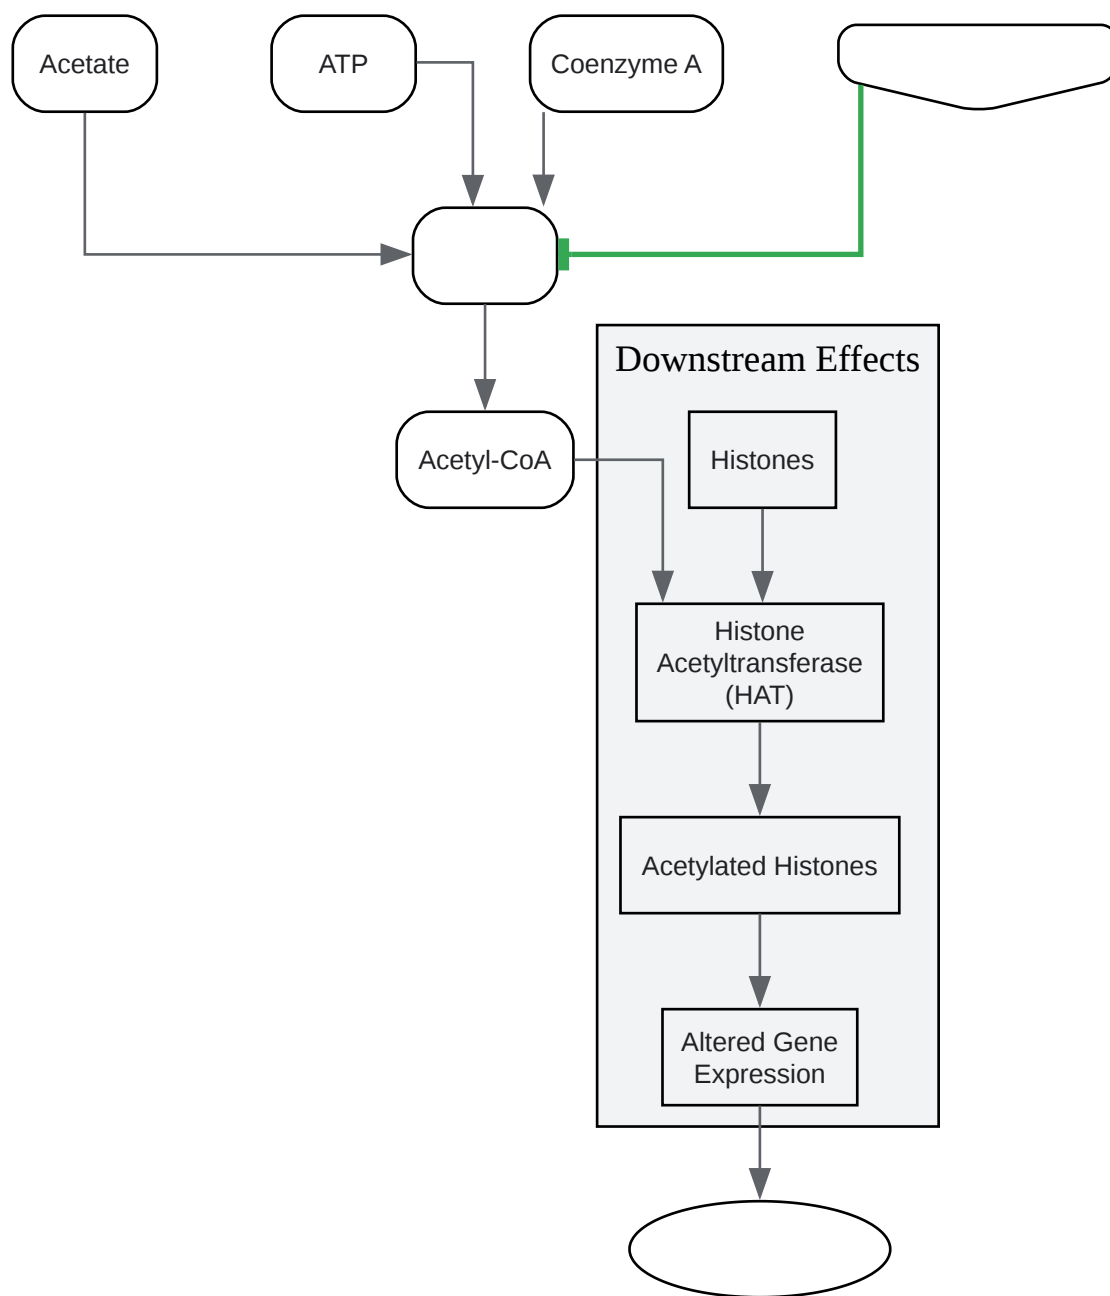 Acetate
ATP
Coenzyme A
Downstream Effects
Acetyl-CoA
Histones
Histone
Acetyltransferase
(HAT)
Acetylated Histones
Altered Gene
Expression